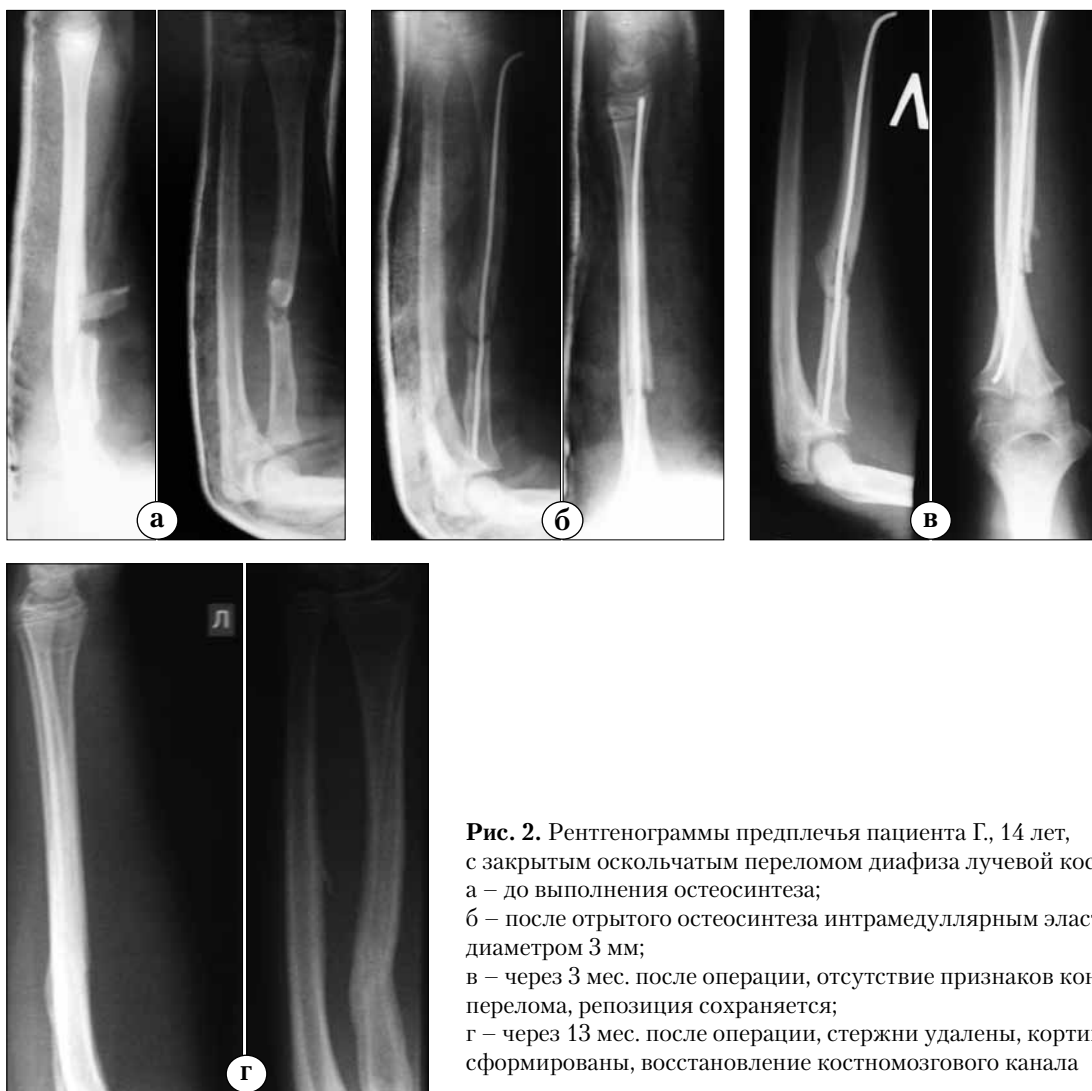 Л
а
б
в
Л
г
Рис. 2. Рентгенограммы предплечья пациента Г., 14 лет,
с закрытым оскольчатым переломом диафиза лучевой
а – до выполнения остеосинтеза;
б – после отрытого остеосинтеза интрамедуллярным
диаметром 3 мм;
в – через 3 мес. после операции, отсутствие признаков
перелома, репозиция сохраняется;
г – через 13 мес. после операции, стержни удалены,
сформированы, восстановление костномозгового канала